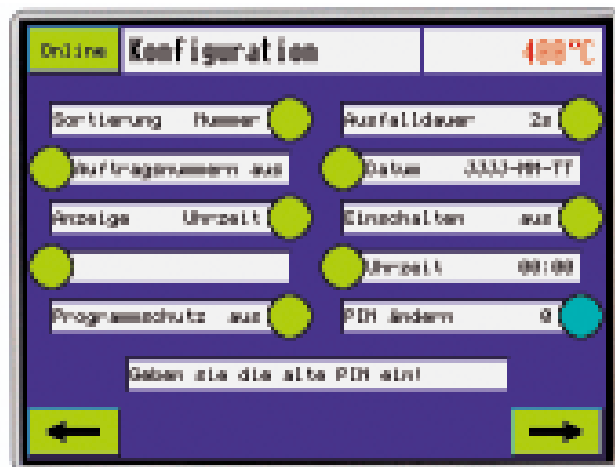 Online Konfiguration 400°C
Sortierung Nummer
Ausfalldauer 2s
Auftragsnummern aus
Datum JJJJ-MM-TT
Anzeige Uhrzeit
Einschalten aus
Uhrzeit 00:00
Programmschutz aus
PIN ändern 0
Geben sie die alte PIN ein!